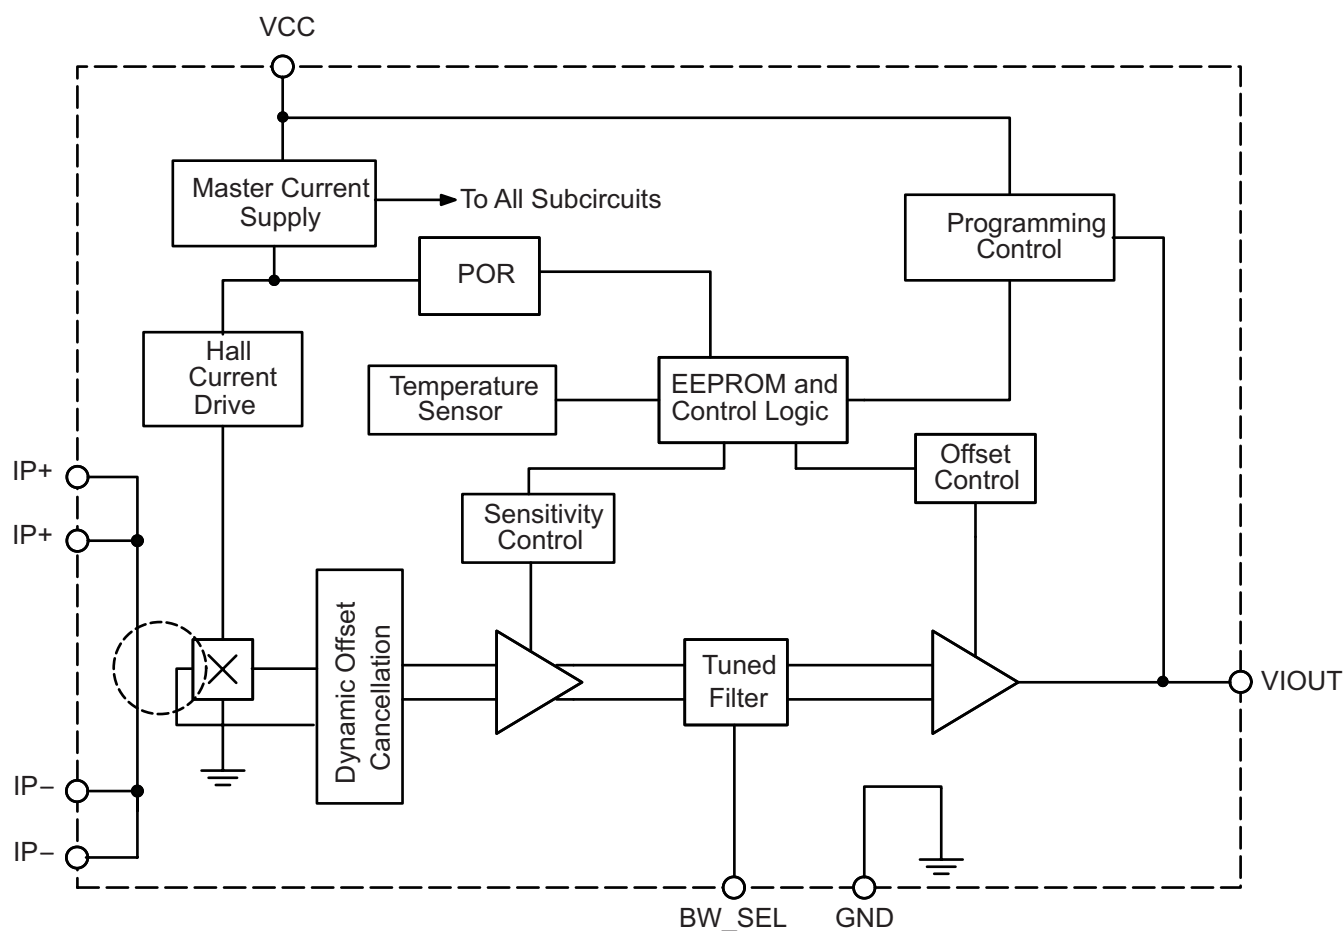 VCC
Master Current
Supply
To All Subcircuits
Programming
Control
POR
Hall
Current
Drive
Temperature
Sensor
EEPROM and
Control Logic
Offset
Control
IP+
IP+
Sensitivity
Control
Dynamic Offset
Cancellation
Tuned
Filter
VIOUT
IP−
IP−
BW_SEL
GND